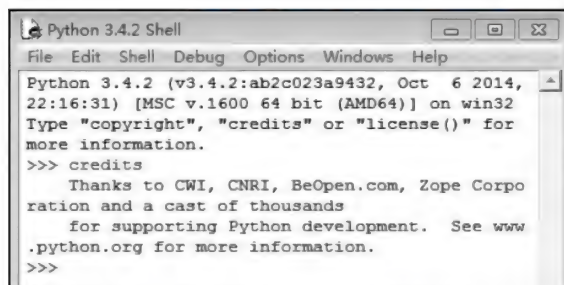 Python 3.4.2 Shell
File Edit Shell Debug Options Windows Help
Python 3.4.2 (v3.4.2:ab2c023a9432, Oct  6 2014,
22:16:31) [MSC v.1600 64 bit (AMD64)] on win32
Type "copyright", "credits" or "license()" for
more information.
>>> credits
    Thanks to CWI, CNRI, BeOpen.com, Zope Corpo
ration and a cast of thousands
    for supporting Python development.  See www
.python.org for more information.
>>>